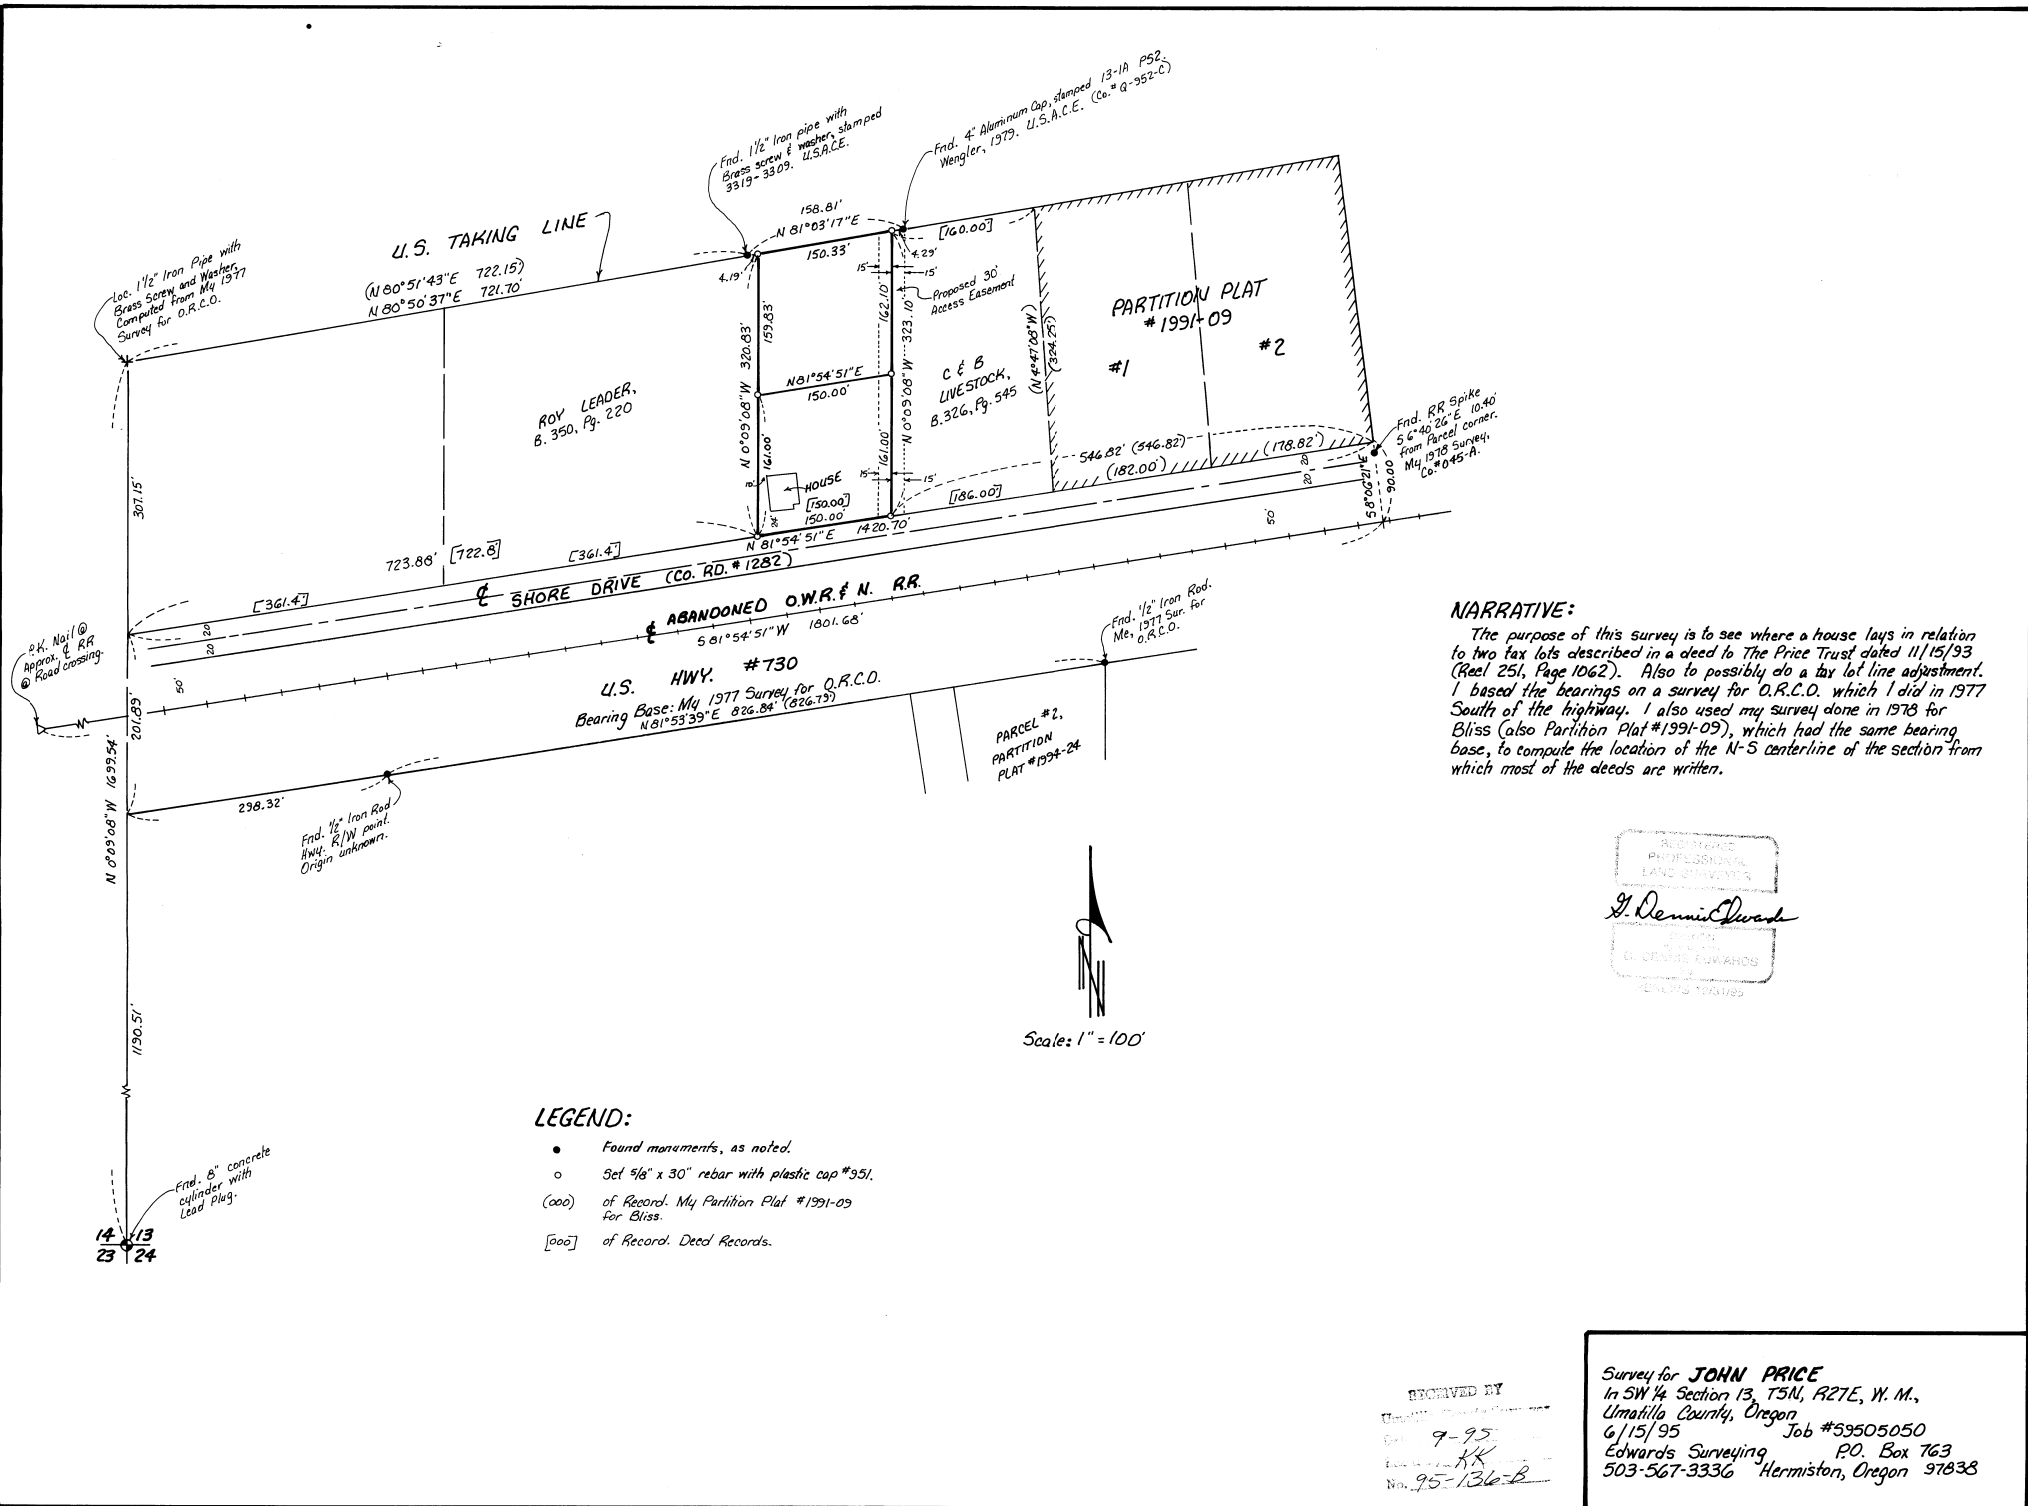 Fnd. 4" Aluminum Cap, stamped 13-1A PS2.
Wengler, 1979. U.S.A.C.E. (Co.# Q-952-C)
Fnd. 1½" Iron pipe with
Brass screw & washer, stamped
3319-3309. U.S.A.C.E.
158.81'
N 81°03'17"E
150.33'
[160.00]
4.19'
4.29'
U.S. TAKING LINE
(N 80°51'43"E 722.15')
N 80°50'37"E 721.70'
Loc. 1½" Iron Pipe with
Brass Screw and Washer,
Computed from My 1977
Survey for O.R.C.O.
15'
15'
Proposed 30'
Access Easement
PARTITION PLAT
#1991-09
#1
#2
159.83'
N 0°09'08"W 320.83'
162.10'
N 0°09'08"W 323.10'
(N 4°47'08"W)
(324.25')
C & B
LIVESTOCK,
B. 326, Pg. 545
N 81°54'51"E
150.00'
ROY LEADER,
B. 350, Pg. 220
Fnd. RR Spike
S 6°40'26"E 10.40'
from Parcel corner.
My 1978 Survey,
Co.#045-A.
546.82' (546.82')
(182.00')
(178.82')
161.00'
161.00'
10'
HOUSE
24'
15'
15'
[150.00']
150.00'
[186.00']
1420.70'
N 81°54'51"E
20
20
S 8°06'21"E
90.00
50'
307.15'
723.88' [722.8']
[361.4']
[361.4']
℄ SHORE DRIVE (CO. RD. #1282)
℄ ABANDONED O.W.R. & N. R.R.
S 81°54'51"W 1801.68'
20
20
50'
P.K. Nail @
Approx. ℄ RR
@ Road crossing.
201.89'
U.S. HWY. #730
Bearing Base: My 1977 Survey for O.R.C.O.
N 81°53'39"E 826.84' (826.79')
Fnd. ½" Iron Rod.
Me, 1977 Sur. for
O.R.C.O.
PARCEL #2,
PARTITION
PLAT #1994-24
298.32'
Fnd. ½" Iron Rod
Hwy. R/W point.
Origin unknown.
N 0°09'08"W 1699.54'
1190.51'
Fnd. 8" concrete
cylinder with
Lead Plug.
14 13
23 24
NARRATIVE:
The purpose of this survey is to see where a house lays in relation
to two tax lots described in a deed to The Price Trust dated 11/15/93
(Reel 251, Page 1062). Also to possibly do a tax lot line adjustment.
I based the bearings on a survey for O.R.C.O. which I did in 1977
South of the highway. I also used my survey done in 1978 for
Bliss (also Partition Plat #1991-09), which had the same bearing
base, to compute the location of the N-S centerline of the section from
which most of the deeds are written.
REGISTERED
PROFESSIONAL
LAND SURVEYOR
G. Dennis Edwards
OREGON
G. DENNIS EDWARDS
N
Scale: 1" = 100'
LEGEND:
Found monuments, as noted.
Set 5/8" x 30" rebar with plastic cap #951.
(000) of Record. My Partition Plat #1991-09
for Bliss.
[000] of Record. Deed Records.
RECEIVED BY
9-95
KK
No. 95-136-B
Survey for JOHN PRICE
In SW ¼ Section 13, T5N, R27E, W. M.,
Umatilla County, Oregon
6/15/95 Job #S9505050
Edwards Surveying P.O. Box 763
503-567-3336 Hermiston, Oregon 97838